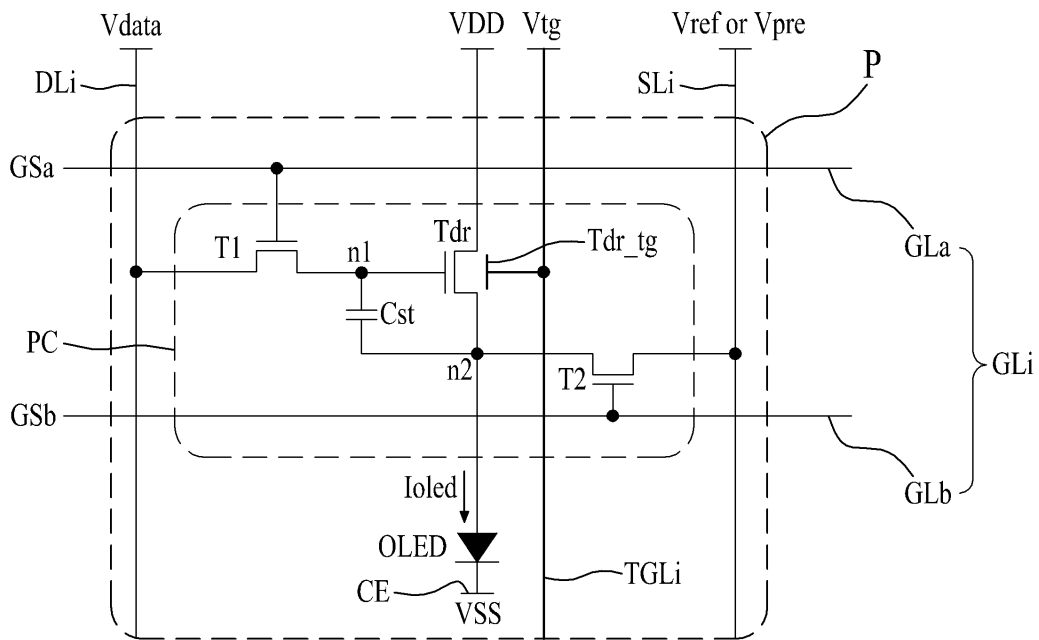 Vdata
VDD
Vtg
Vref or Vpre
DLi
SLi
P
GSa
T1
n1
Tdr
Tdr_tg
GLa
Cst
PC
n2
T2
GLi
GSb
Ioled
GLb
OLED
CE
VSS
TGLi